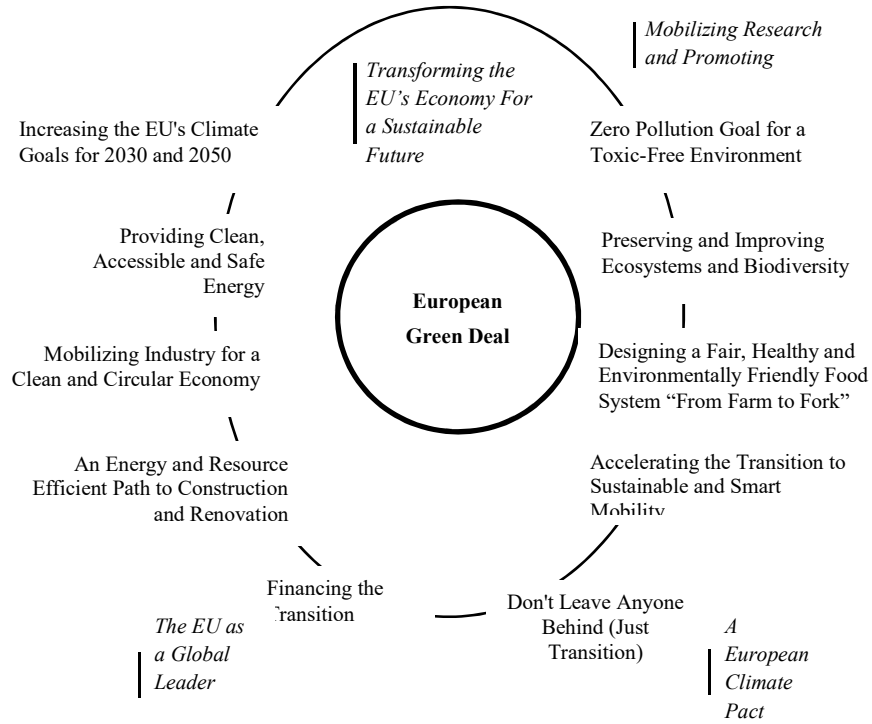 Mobilizing Research
and Promoting
Transforming the
EU’s Economy For
a Sustainable
Future
Increasing the EU's Climate
Goals for 2030 and 2050
Zero Pollution Goal for a
Toxic-Free Environment
Providing Clean,
Accessible and Safe
Energy
Preserving and Improving
Ecosystems and Biodiversity
European
Green Deal
Mobilizing Industry for a
Clean and Circular Economy
Designing a Fair, Healthy and
Environmentally Friendly Food
System “From Farm to Fork”
An Energy and Resource
Efficient Path to Construction
and Renovation
Accelerating the Transition to
Sustainable and Smart
Mobility
Financing the
Transition
Don't Leave Anyone
Behind (Just
Transition)
The EU as
a Global
Leader
A
European
Climate
Pact